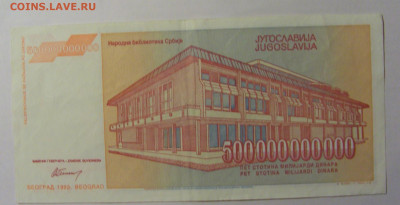 COINS.LAVE.RU
500000000000
ЈУГОСЛАВИЈА
JUGOSLAVIJA
Народна библиотека Србије
500000000000
ПЕТ СТОТИНА МИЛИЈАРДИ ДИНАРА
PET STOTINA MILIJARDI DINARA
БЕОГРАД 1993. BEOGRAD